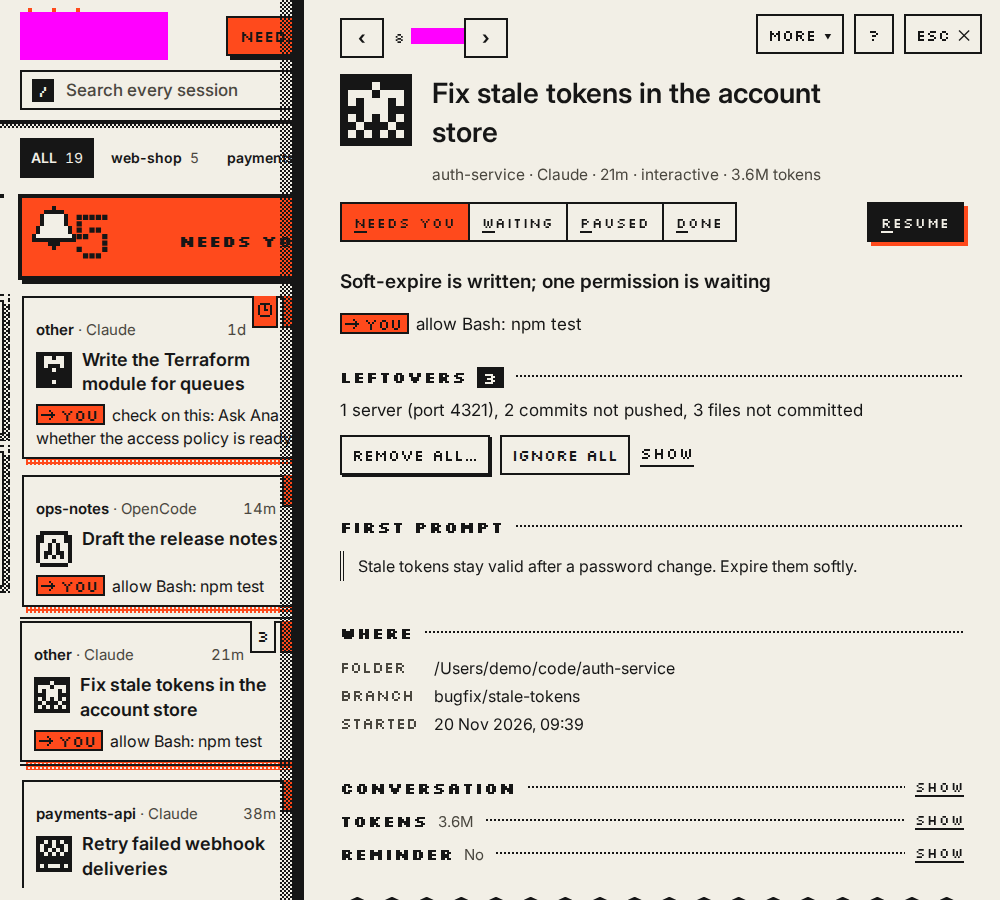 NEED
Search every session
ALL 19
web-shop 5
payment
5
NEEDS YO
other · Claude 1d
Write the Terraform
module for queues
→ YOU check on this: Ask Ana
whether the access policy is ready
ops-notes · OpenCode 14m
Draft the release notes
→ YOU allow Bash: npm test
3
other · Claude 21m
Fix stale tokens in the
account store
→ YOU allow Bash: npm test
payments-api · Claude 38m
Retry failed webhook
deliveries
‹
›
MORE ▾
?
ESC ×
Fix stale tokens in the account
store
auth-service · Claude · 21m · interactive · 3.6M tokens
NEEDS YOU
WAITING
PAUSED
DONE
RESUME
Soft-expire is written; one permission is waiting
→ YOU allow Bash: npm test
LEFTOVERS 3
1 server (port 4321), 2 commits not pushed, 3 files not committed
REMOVE ALL…
IGNORE ALL
SHOW
FIRST PROMPT
Stale tokens stay valid after a password change. Expire them softly.
WHERE
FOLDER /Users/demo/code/auth-service
BRANCH bugfix/stale-tokens
STARTED 20 Nov 2026, 09:39
CONVERSATION SHOW
TOKENS 3.6M SHOW
REMINDER No SHOW